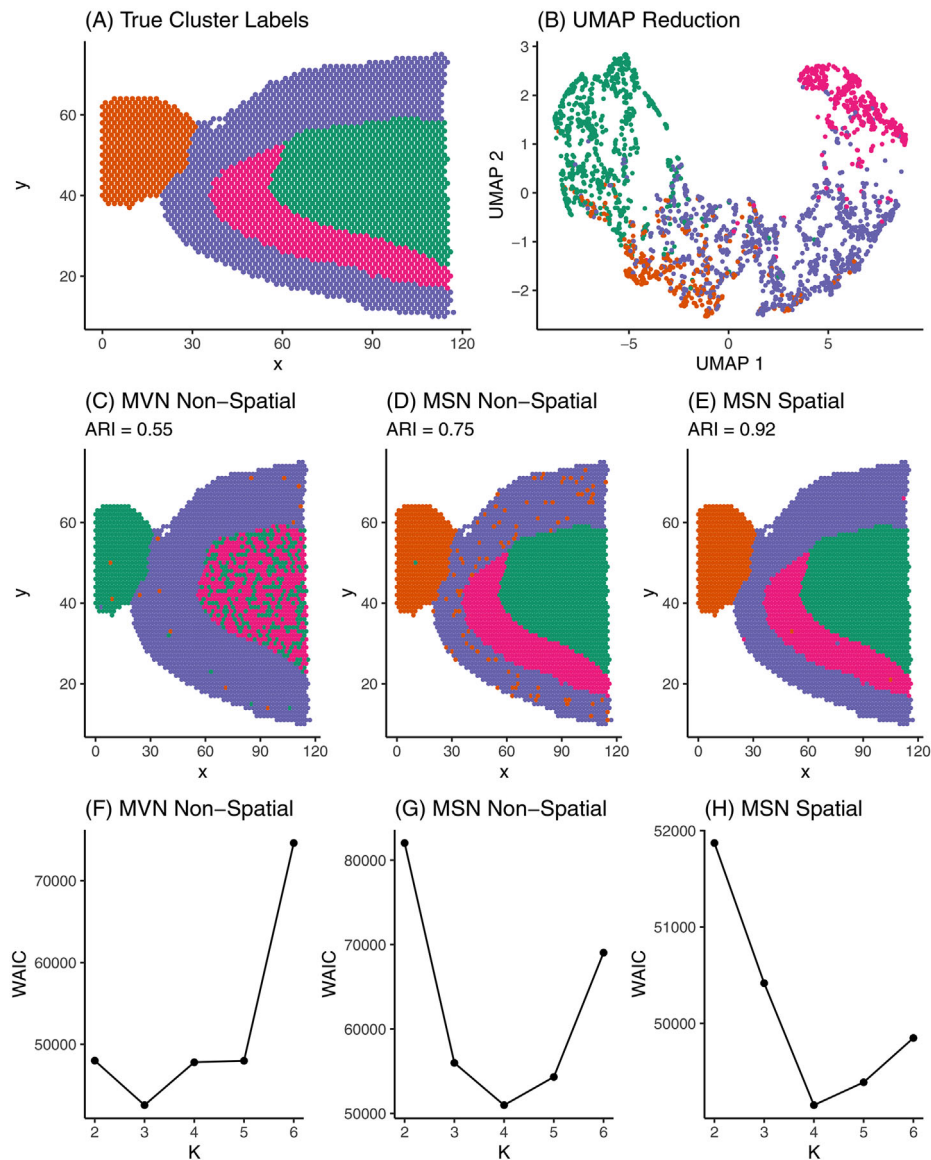 (A) True Cluster Labels
(B) UMAP Reduction
y
60
40
20
0
30
60
90
120
x
UMAP 2
3
2
1
0
−1
−2
−5
0
5
UMAP 1
(C) MVN Non−Spatial
ARI = 0.55
y
60
40
20
0
30
60
90
120
x
(D) MSN Non−Spatial
ARI = 0.75
y
60
40
20
0
30
60
90
120
x
(E) MSN Spatial
ARI = 0.92
y
60
40
20
0
30
60
90
120
x
(F) MVN Non−Spatial
WAIC
70000
60000
50000
2
3
4
5
6
K
(G) MSN Non−Spatial
WAIC
80000
70000
60000
50000
2
3
4
5
6
K
(H) MSN Spatial
WAIC
52000
51000
50000
2
3
4
5
6
K